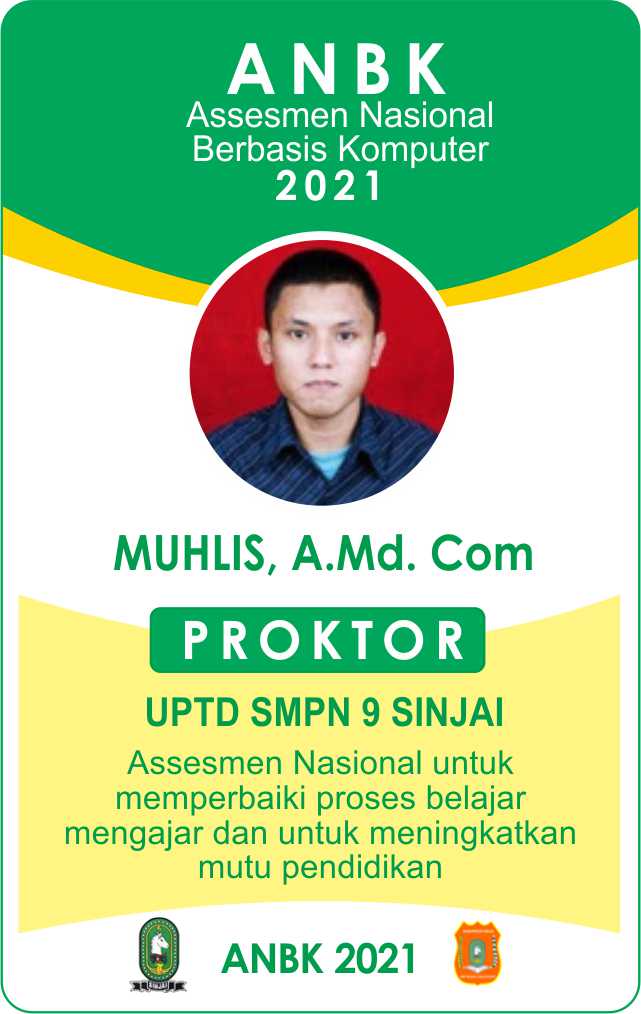 ANBK
Assesmen Nasional
Berbasis Komputer
2021
MUHLIS, A.Md. Com
PROKTOR
UPTD SMPN 9 SINJAI
Assesmen Nasional untuk
memperbaiki proses belajar
mengajar dan untuk meningkatkan
mutu pendidikan
SINJAI
ANBK 2021